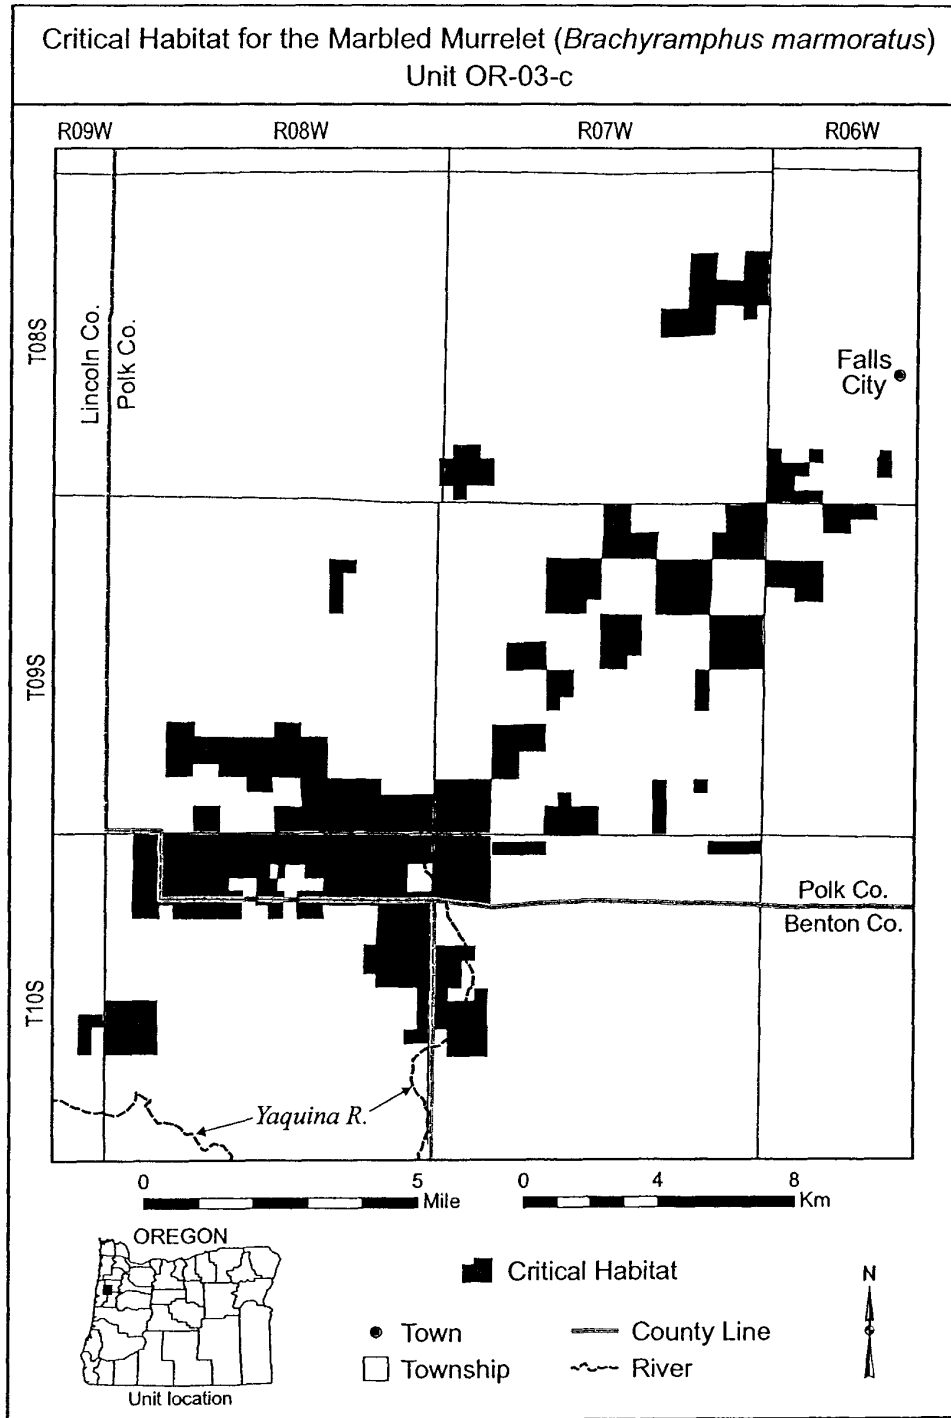 Critical Habitat for the Marbled Murrelet (Brachyramphus marmoratus)
Unit OR-03-c
R09W R08W R07W R06W
T08S
Lincoln Co.
Polk Co.
Falls
City
T09S
Polk Co.
Benton Co.
T10S
Yaquina R.
0 5 Mile
0 4 8 Km
OREGON
Unit location
Critical Habitat
Town
County Line
Township
River
N